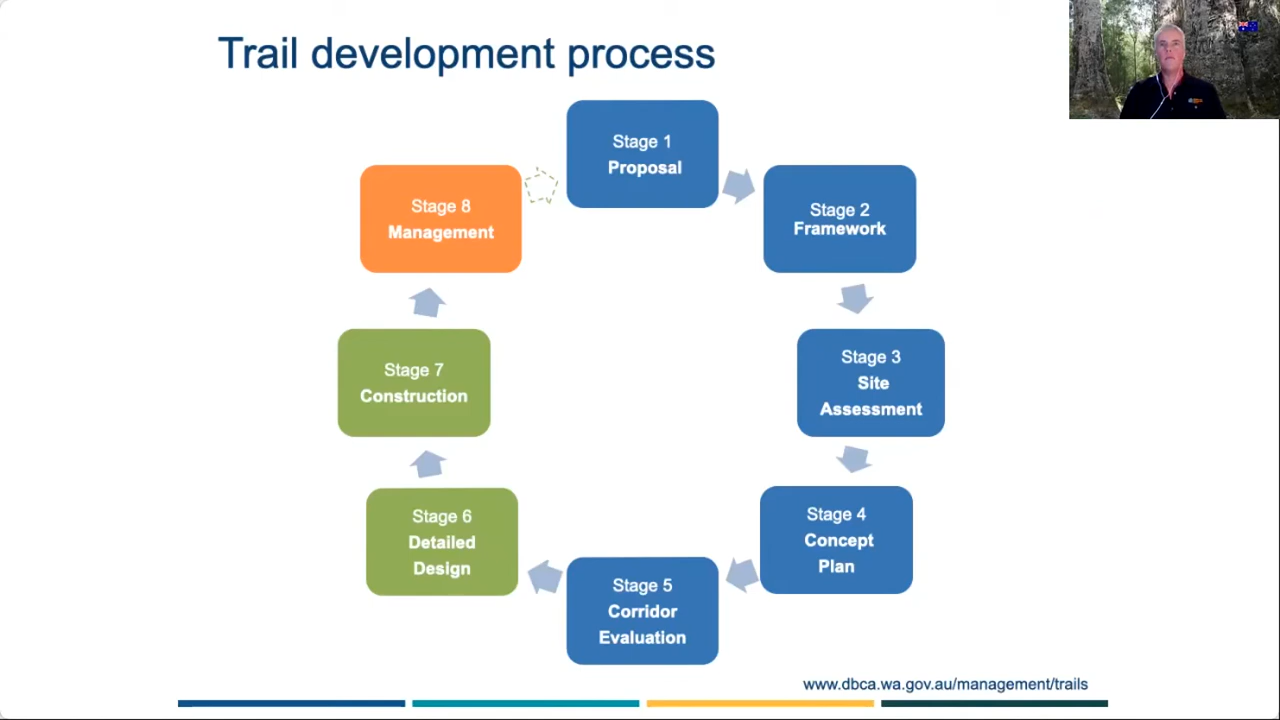 Trail development process
Stage 1
Proposal
Stage 2
Framework
Stage 3
Site
Assessment
Stage 4
Concept
Plan
Stage 5
Corridor
Evaluation
Stage 6
Detailed
Design
Stage 7
Construction
Stage 8
Management
www.dbca.wa.gov.au/management/trails